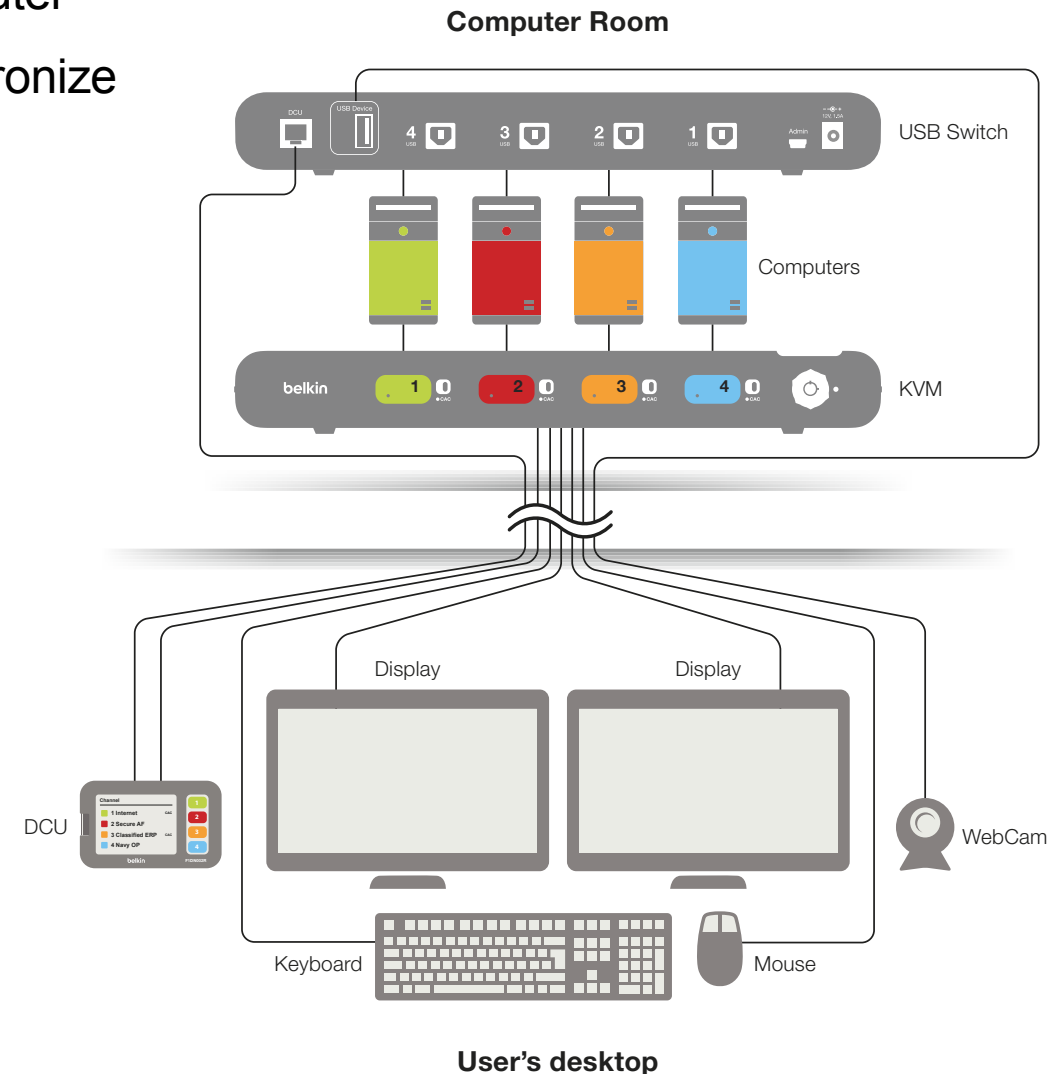 uter
ronize
Computer Room
DCU
USB Device
4
USB
3
USB
2
USB
1
USB
Admin
12V, 1.5A
USB Switch
Computers
belkin
1
CAC
2
CAC
3
CAC
4
CAC
KVM
Display
Display
DCU
Channel
1 Internet CAC
2 Secure AF
3 Classified ERP CAC
4 Navy OP
1
2
3
4
belkin
WebCam
Keyboard
Mouse
User's desktop